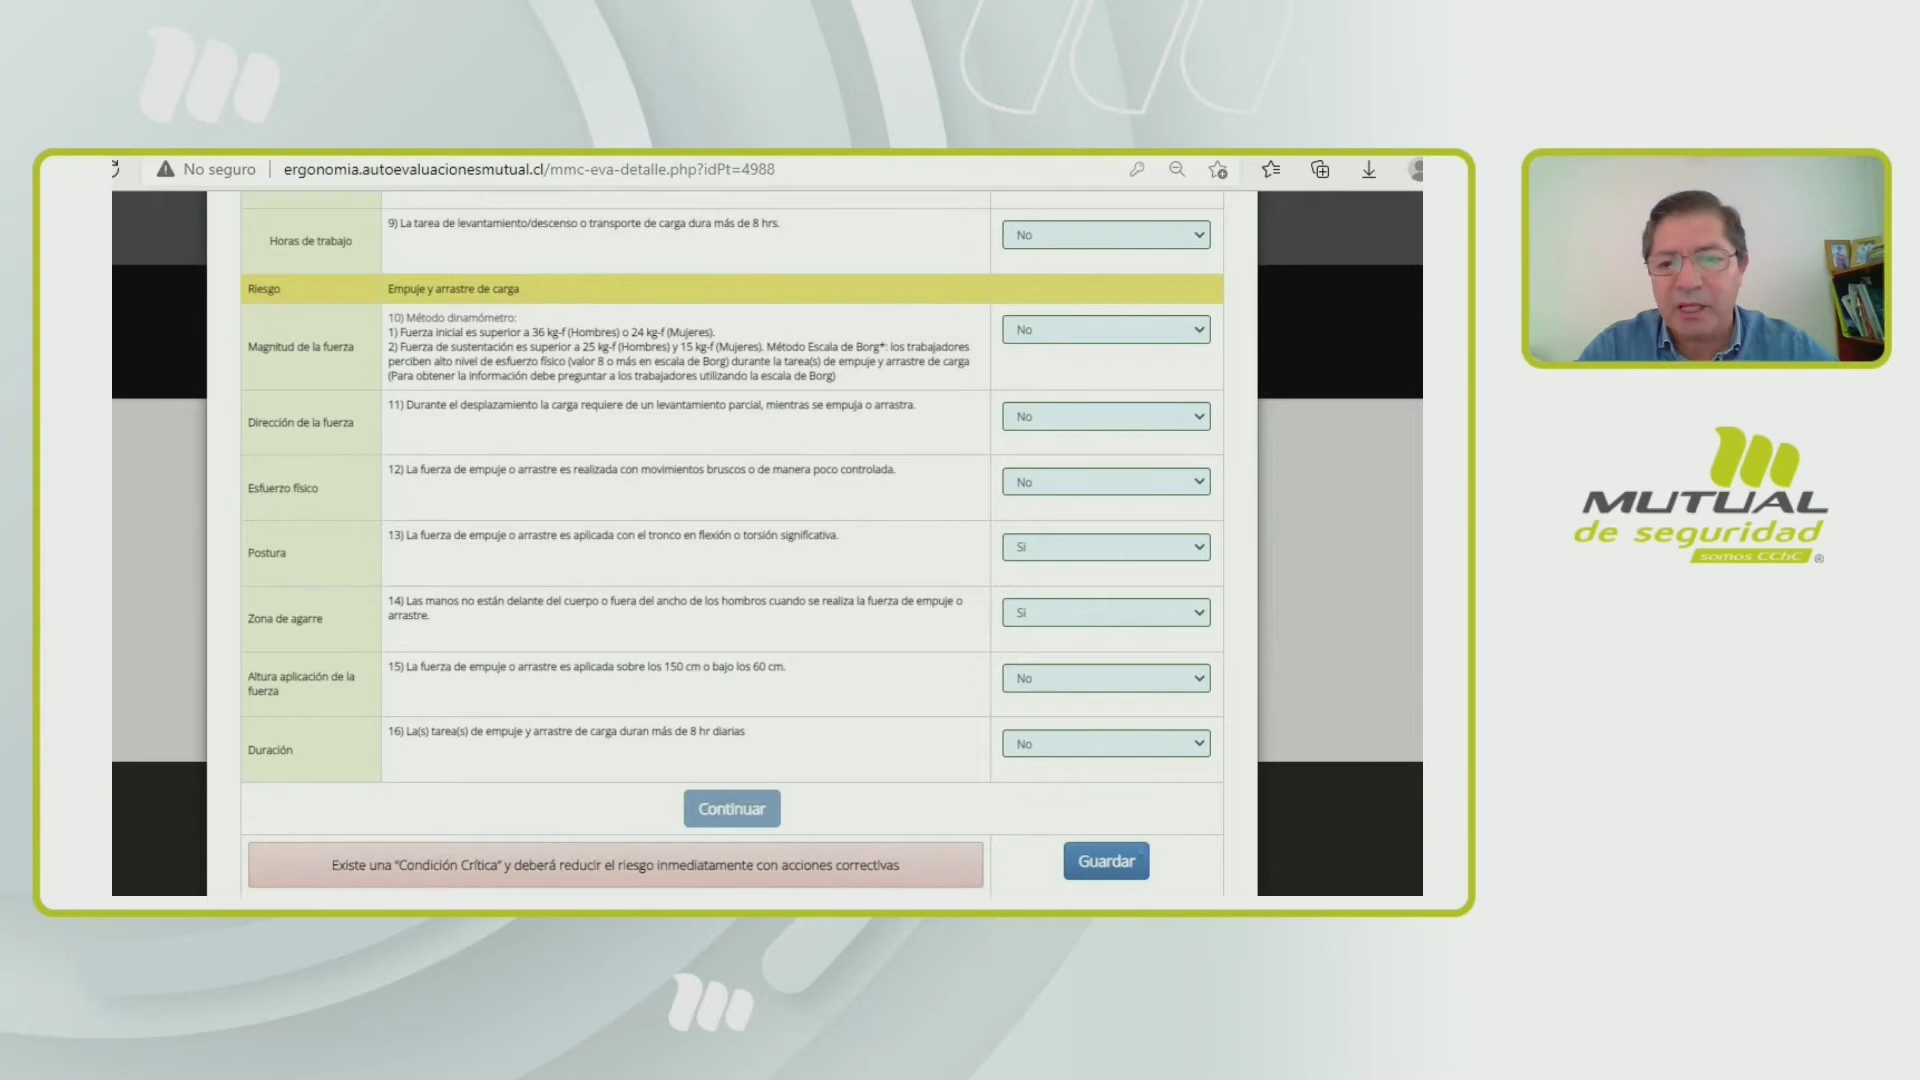 No seguro
ergonomia.autoevaluacionesmutual.cl/mmc-eva-detalle.php?idPt=4988
Horas de trabajo
9) La tarea de levantamiento/descenso o transporte de carga dura más de 8 hrs.
No
Riesgo
Empuje y arrastre de carga
Magnitud de la fuerza
10) Método dinamómetro:
1) Fuerza inicial es superior a 36 kg-f (Hombres) o 24 kg-f (Mujeres).
2) Fuerza de sustentación es superior a 25 kg-f (Hombres) y 15 kg-f (Mujeres). Método Escala de Borg*: los trabajadores
perciben alto nivel de esfuerzo físico (valor 8 o más en escala de Borg) durante la tarea(s) de empuje y arrastre de carga
(Para obtener la información debe preguntar a los trabajadores utilizando la escala de Borg)
No
Dirección de la fuerza
11) Durante el desplazamiento la carga requiere de un levantamiento parcial, mientras se empuja o arrastra.
No
Esfuerzo físico
12) La fuerza de empuje o arrastre es realizada con movimientos bruscos o de manera poco controlada.
No
Postura
13) La fuerza de empuje o arrastre es aplicada con el tronco en flexión o torsión significativa.
Si
Zona de agarre
14) Las manos no están delante del cuerpo o fuera del ancho de los hombros cuando se realiza la fuerza de empuje o
arrastre.
Si
Altura aplicación de la
fuerza
15) La fuerza de empuje o arrastre es aplicada sobre los 150 cm o bajo los 60 cm.
No
Duración
16) La(s) tarea(s) de empuje y arrastre de carga duran más de 8 hr diarias
No
Continuar
Existe una "Condición Crítica" y deberá reducir el riesgo inmediatamente con acciones correctivas
Guardar
MUTUAL
de seguridad
somos CChC ®